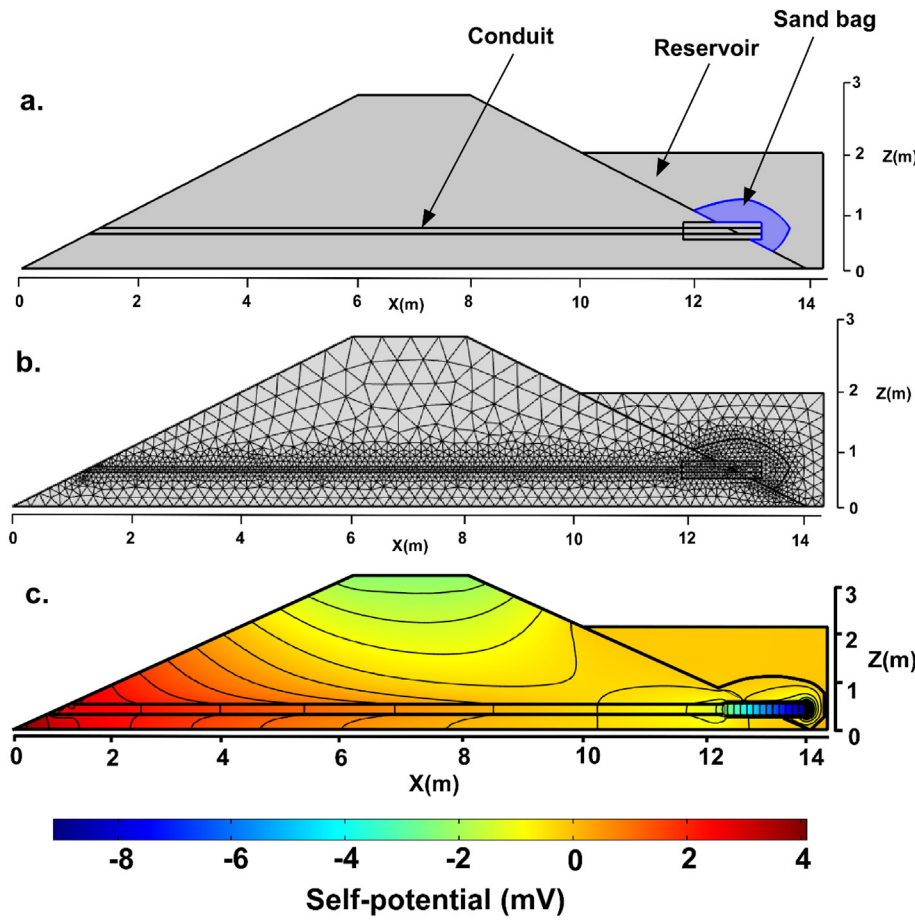 Sand bag
Conduit
Reservoir
a.
3
2
Z(m)
1
0
0 2 4 6 8 10 12 14
X(m)
b.
3
2
Z(m)
1
0
0 2 4 6 8 10 12 14
X(m)
c.
3
2
Z(m)
1
0
0 2 4 6 8 10 12 14
X(m)
-8 -6 -4 -2 0 2 4
Self-potential (mV)